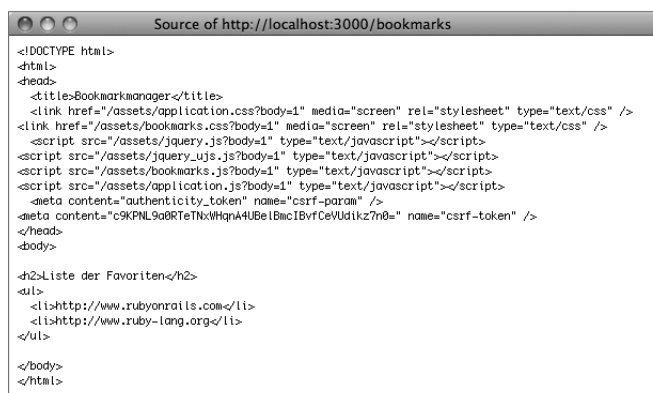 Source of http://localhost:3000/bookmarks
<!DOCTYPE html>
<html>
<head>
  <title>Bookmarkmanager</title>
  <link href="/assets/application.css?body=1" media="screen" rel="stylesheet" type="text/css" />
<link href="/assets/bookmarks.css?body=1" media="screen" rel="stylesheet" type="text/css" />
  <script src="/assets/jquery.js?body=1" type="text/javascript"></script>
<script src="/assets/jquery_ujs.js?body=1" type="text/javascript"></script>
<script src="/assets/bookmarks.js?body=1" type="text/javascript"></script>
<script src="/assets/application.js?body=1" type="text/javascript"></script>
  <meta content="authenticity_token" name="csrf-param" />
<meta content="c9KPNL9a0RTeTNxWHqnA4UBelBmcIBvfCeVUdikz7n0=" name="csrf-token" />
</head>
<body>

<h2>Liste der Favoriten</h2>
<ul>
  <li>http://www.rubyonrails.com</li>
  <li>http://www.ruby-lang.org</li>
</ul>

</body>
</html>